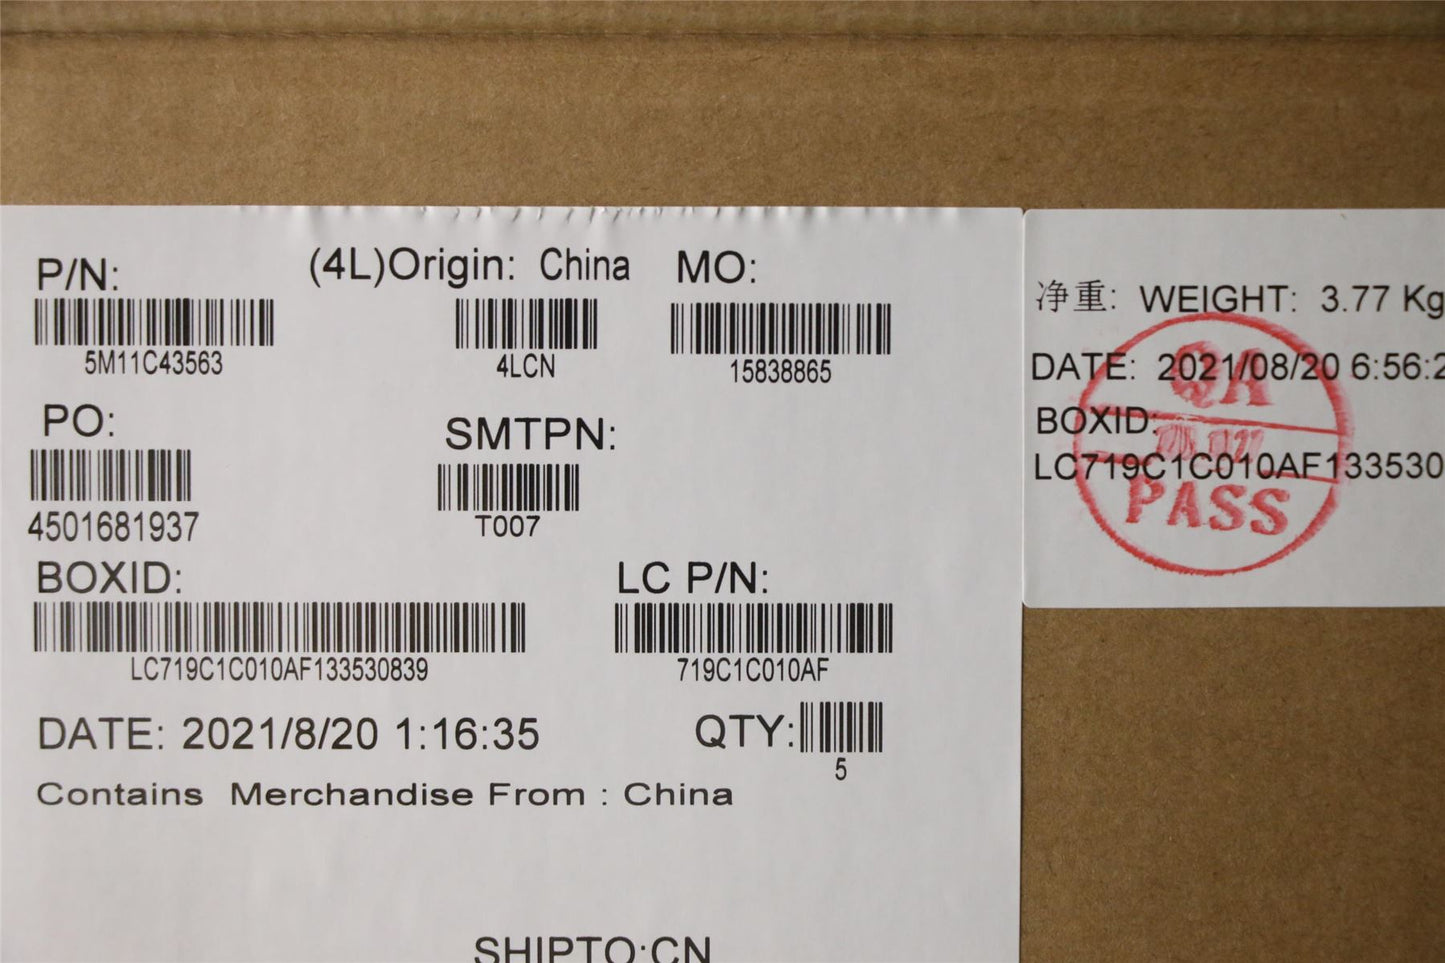 P/N: (4L)Origin: China MO:
5M11C43563 4LCN 15838865
PO: SMTPN:
4501681937 T007
BOXID: LC P/N:
LC719C1C010AF133530839 719C1C010AF
DATE: 2021/8/20 1:16:35 QTY:
5
Contains Merchandise From : China
SHIPTO:CN
净重: WEIGHT: 3.77 Kg
DATE: 2021/08/20 6:56:2
BOXID:
LC719C1C010AF133530
QA
PASS